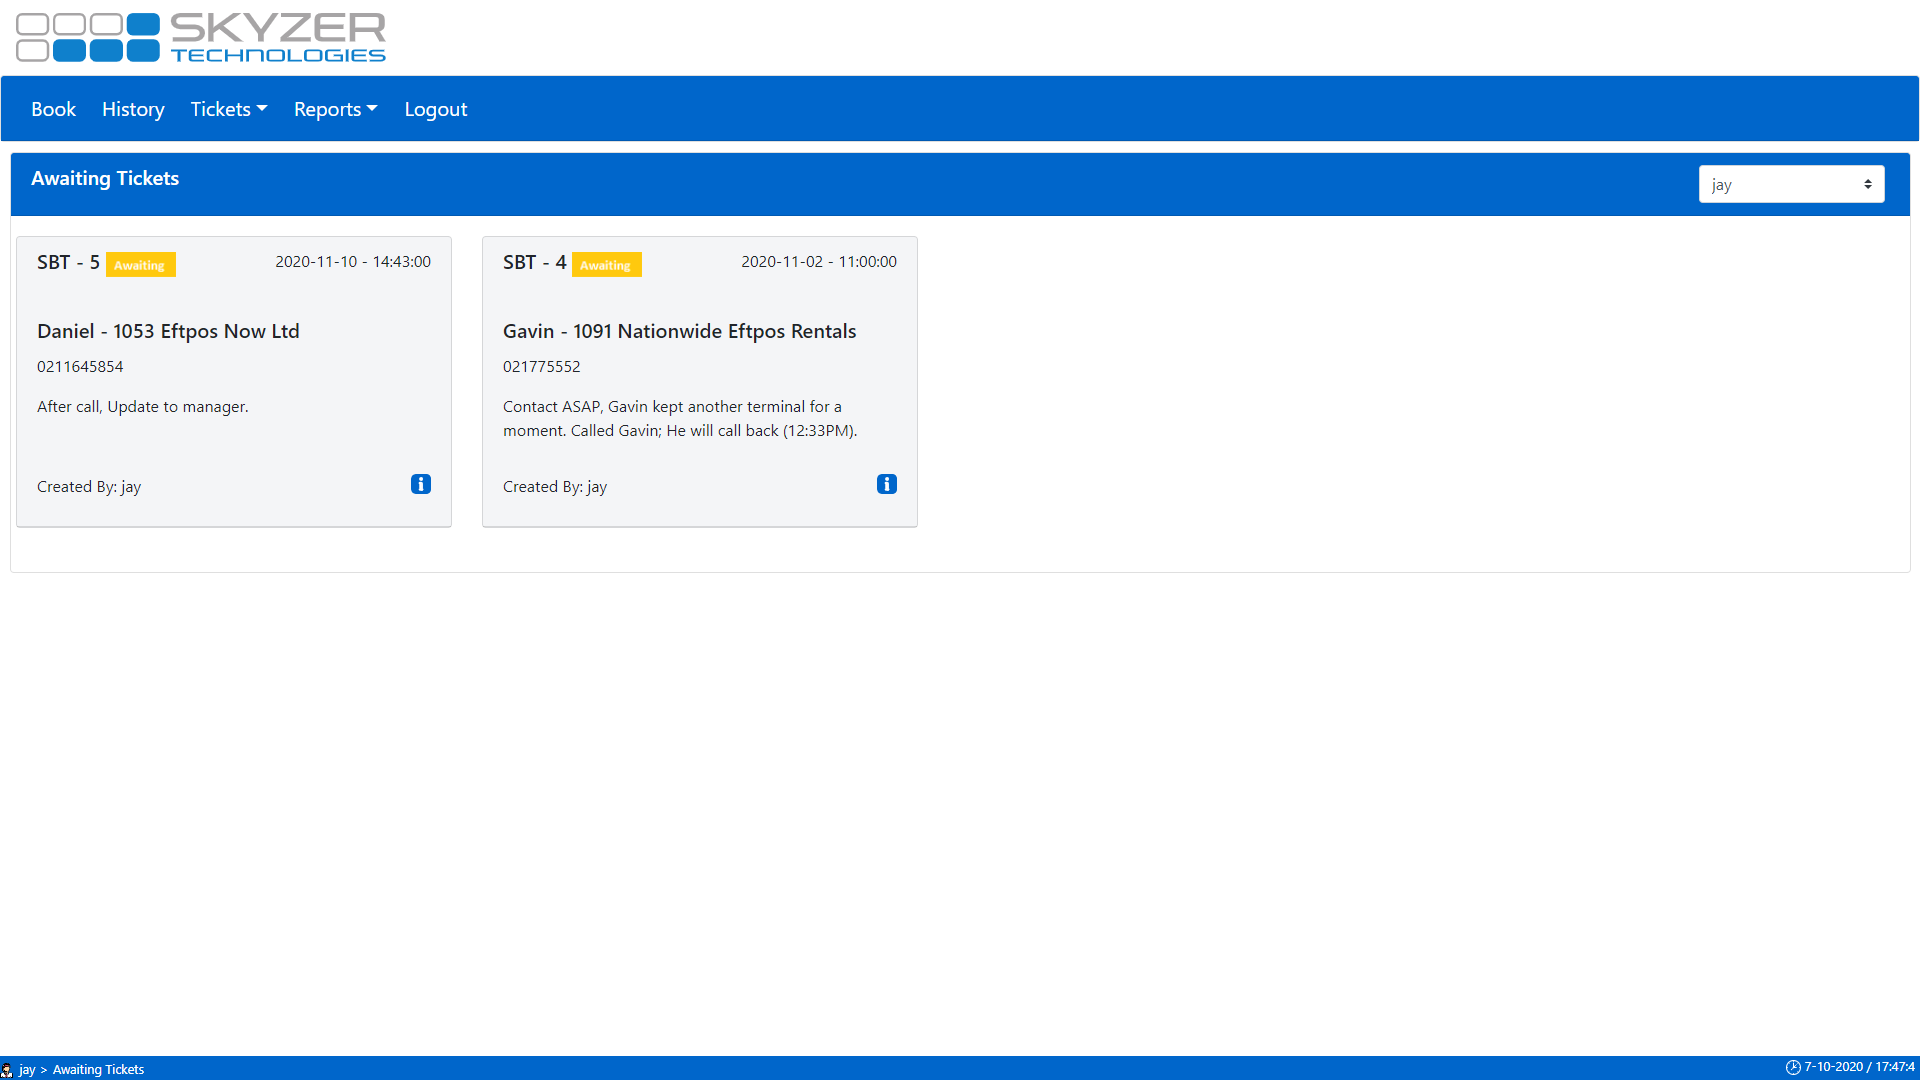 SKYZER
TECHNOLOGIES
Book History Tickets Reports Logout
Awaiting Tickets
jay
SBT - 5 Awaiting 2020-11-10 - 14:43:00
Daniel - 1053 Eftpos Now Ltd
0211645854
After call, Update to manager.
Created By: jay
SBT - 4 Awaiting 2020-11-02 - 11:00:00
Gavin - 1091 Nationwide Eftpos Rentals
021775552
Contact ASAP, Gavin kept another terminal for a
moment. Called Gavin; He will call back (12:33PM).
Created By: jay
jay > Awaiting Tickets
7-10-2020 / 17:47:4